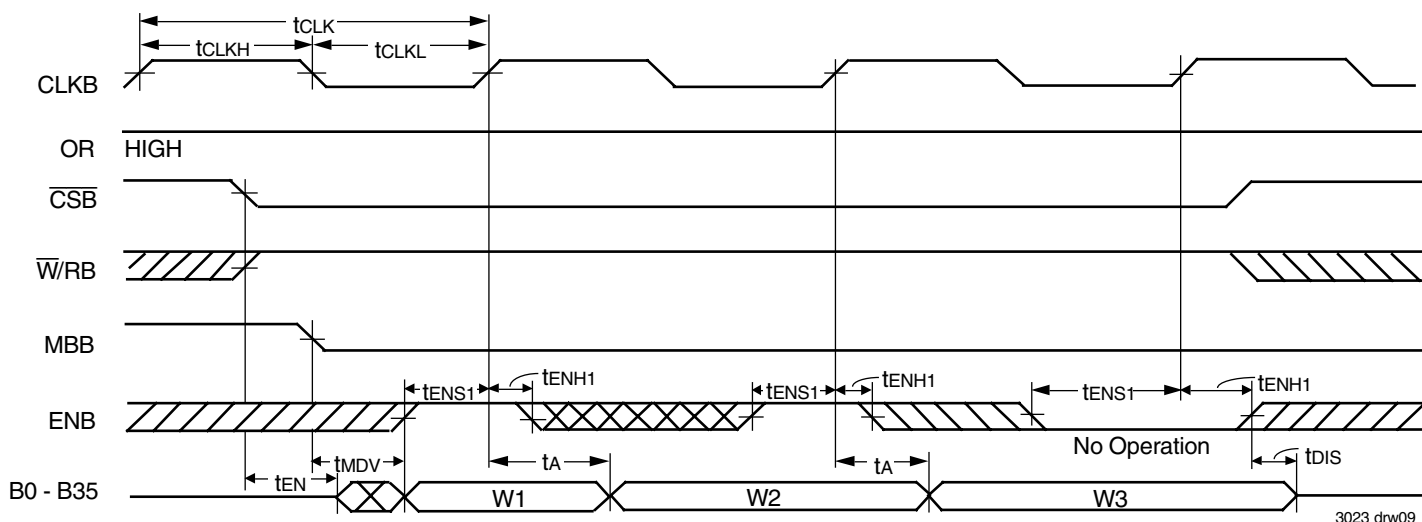 tCLK
tCLKH tCLKL
CLKB
OR HIGH
CSB
W/RB
MBB
tENS1 tENH1 tENS1 tENH1 tENS1 tENH1
ENB
No Operation
tMDV tA tA tDIS
tEN
B0 - B35 W1 W2 W3
3023 drw09